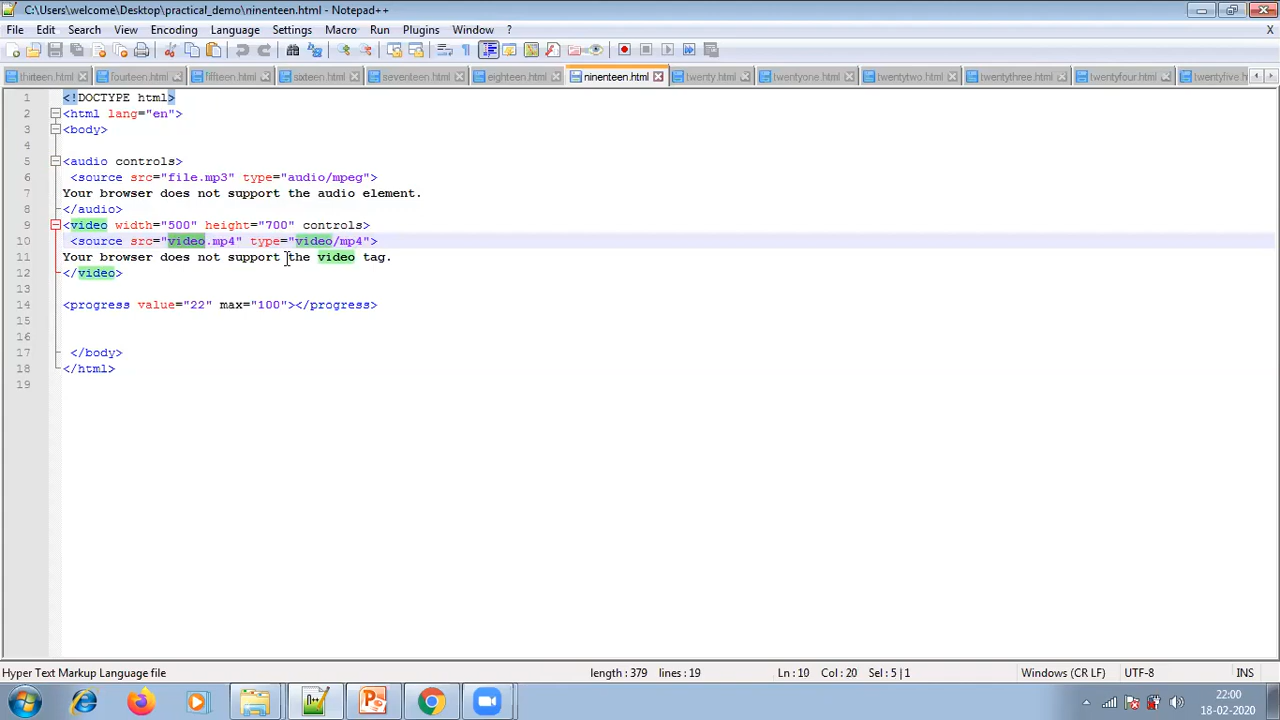 C:\Users\welcome\Desktop\practical_demo\ninenteen.html - Notepad++
File Edit Search View Encoding Language Settings Macro Run Plugins Window ? X
thirteen.html fourteen.html fiffteen.html sixteen.html seventeen.html eighteen.html ninenteen.html twenty.html twentyone.html twentytwo.html twentythree.html twentyfour.html twentyfive.html
1 <!DOCTYPE html>
2 <html lang="en">
3 <body>
4
5 <audio controls>
6 <source src="file.mp3" type="audio/mpeg">
7 Your browser does not support the audio element.
8 </audio>
9 <video width="500" height="700" controls>
10 <source src="video.mp4" type="video/mp4">
11 Your browser does not support the video tag.
12 </video>
13
14 <progress value="22" max="100"></progress>
15
16
17 </body>
18 </html>
19
Hyper Text Markup Language file length : 379 lines : 19 Ln : 10 Col : 20 Sel : 5 | 1 Windows (CR LF) UTF-8 INS
22:00
18-02-2020